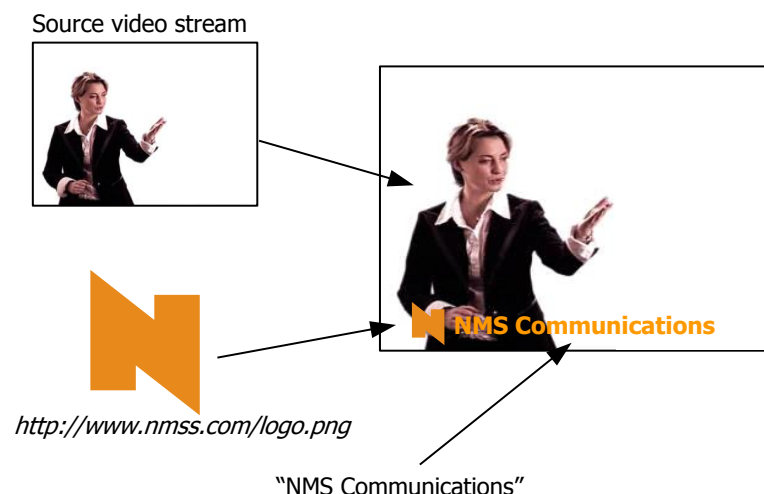 Source video stream
NMS Communications
http://www.nmss.com/logo.png
“NMS Communications”